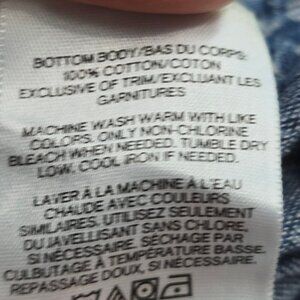 BOTTOM BODY/BAS DU CORPS:
100% COTTON/COTON
EXCLUSIVE OF TRIM/EXCLUANT LES
GARNITURES
MACHINE WASH WARM WITH LIKE
COLORS. ONLY NON-CHLORINE
BLEACH WHEN NEEDED. TUMBLE DRY
LOW. COOL IRON IF NEEDED.
LAVER À LA MACHINE À L'EAU
CHAUDE AVEC COULEURS
SIMILAIRES. UTILISEZ SEULEMENT
DU JAVELLISANT SANS CHLORE,
SI NÉCESSAIRE. SÉCHAGE PAR
CULBUTAGE À TEMPÉRATURE BASSE.
REPASSAGE DOUX, SI NÉCESSAIRE.